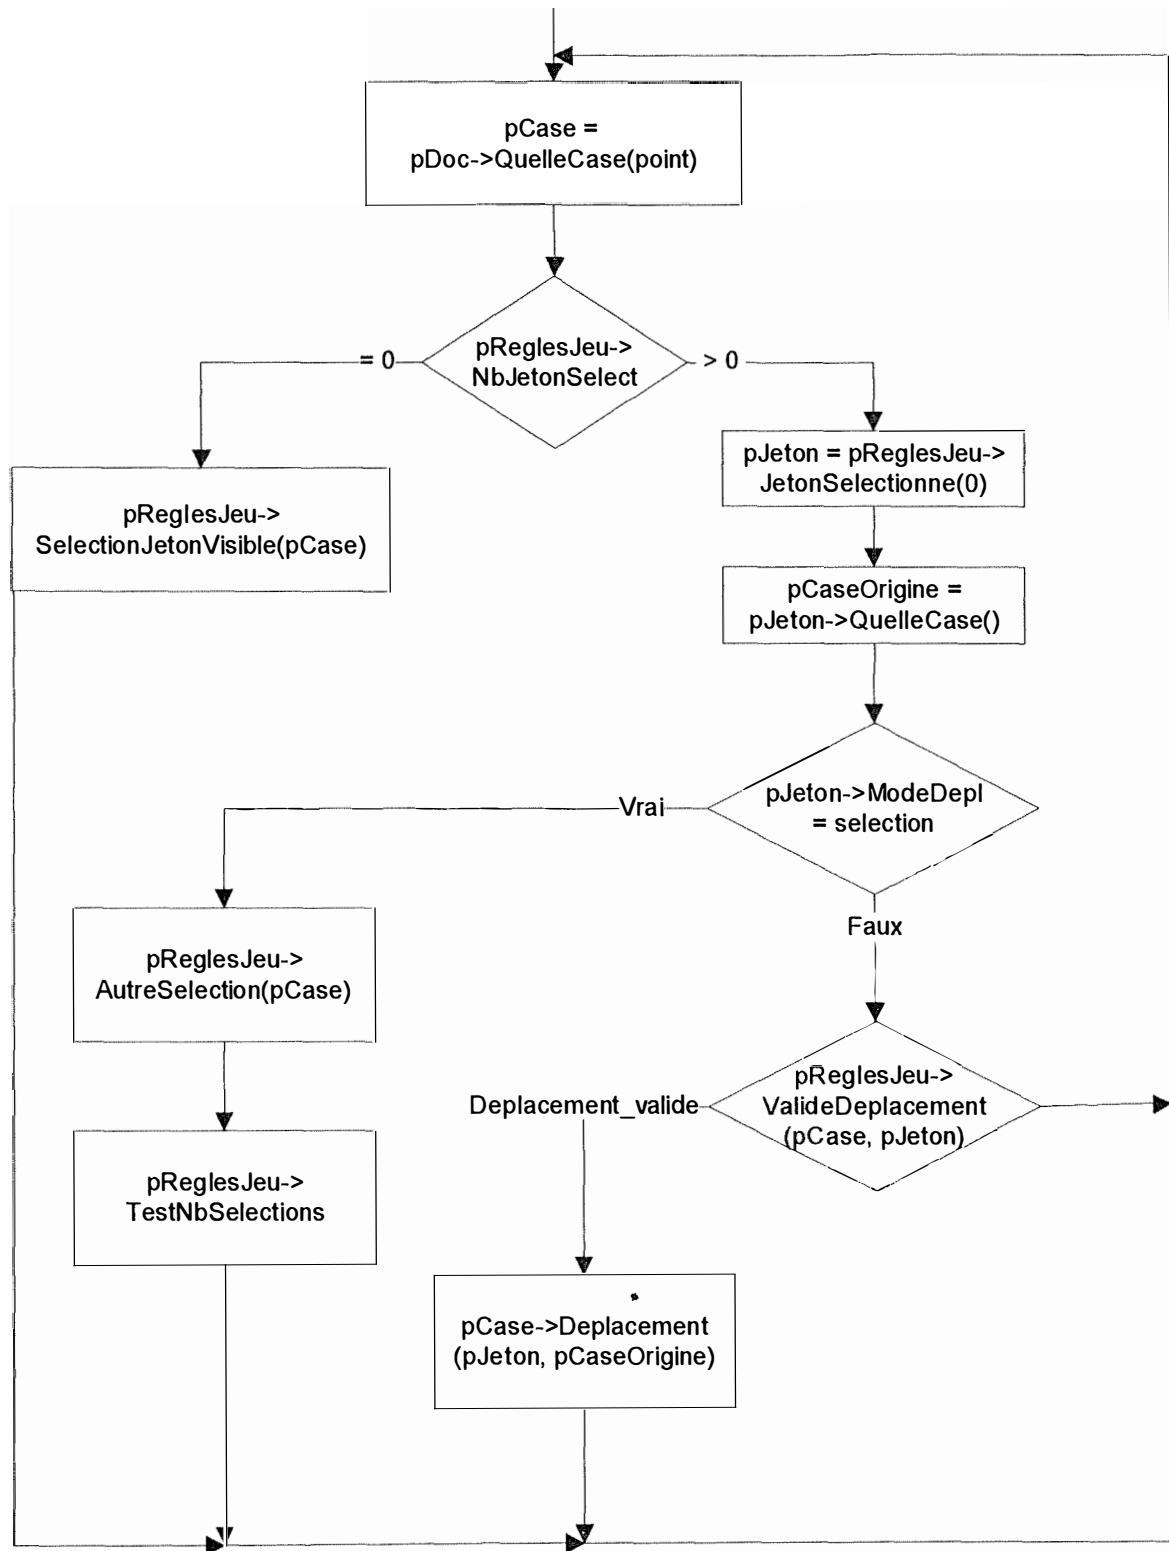 pCase =
pDoc->QuelleCase(point)
pReglesJeu->
NbJetonSelect
= 0
> 0
pJeton = pReglesJeu->
JetonSelectionne(0)
pReglesJeu->
SelectionJetonVisible(pCase)
pCaseOrigine =
pJeton->QuelleCase()
pJeton->ModeDepl
= selection
Vrai
Faux
pReglesJeu->
AutreSelection(pCase)
pReglesJeu->
ValideDeplacement
(pCase, pJeton)
Deplacement_valide
pReglesJeu->
TestNbSelections
pCase->Deplacement
(pJeton, pCaseOrigine)